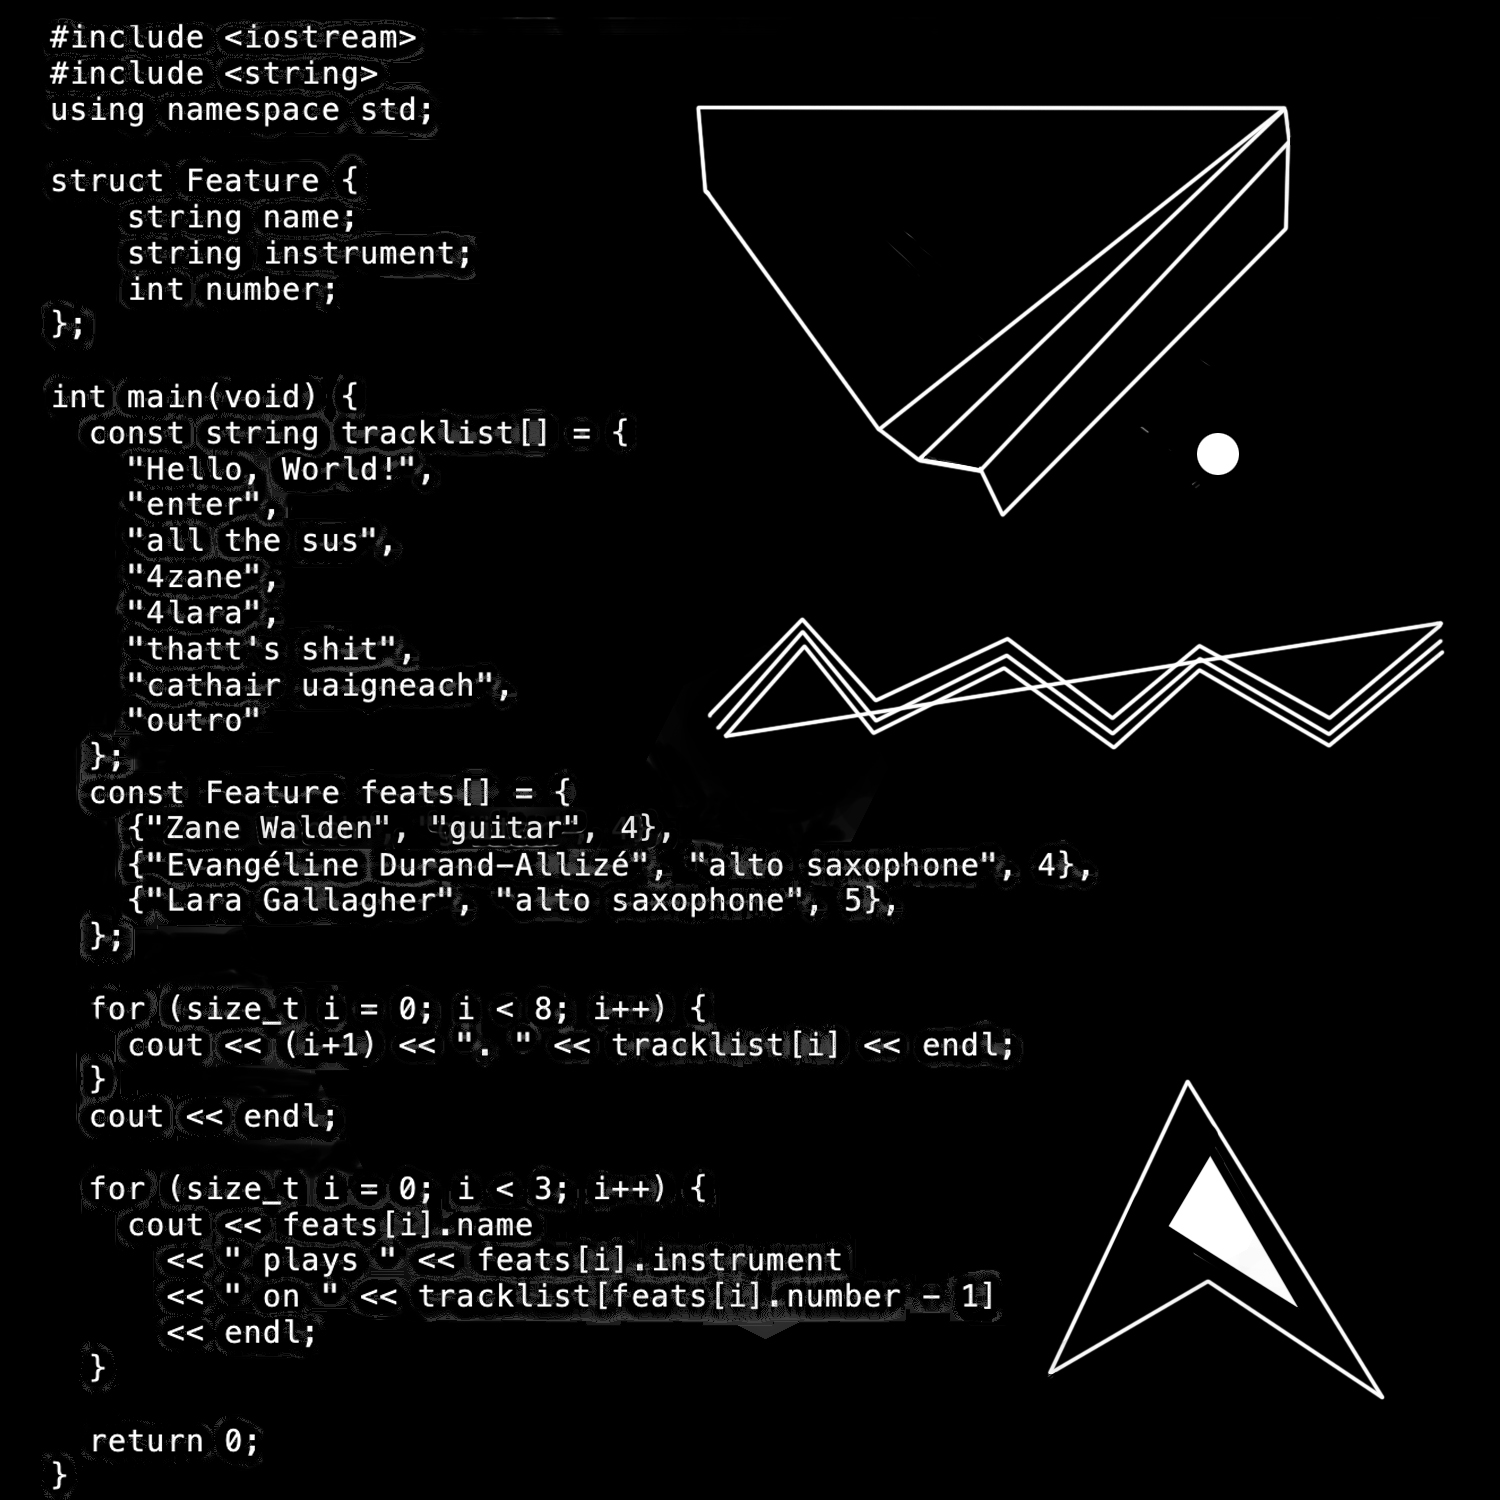 #include <iostream>
#include <string>
using namespace std;

struct Feature {
    string name;
    string instrument;
    int number;
};

int main(void) {
  const string tracklist[] = {
    "Hello, World!",
    "enter",
    "all the sus",
    "4zane",
    "4lara",
    "thatt's shit",
    "cathair uaigneach",
    "outro"
  };
  const Feature feats[] = {
    {"Zane Walden", "guitar", 4},
    {"Evangéline Durand-Allizé", "alto saxophone", 4},
    {"Lara Gallagher", "alto saxophone", 5},
  };

  for (size_t i = 0; i < 8; i++) {
    cout << (i+1) << ". " << tracklist[i] << endl;
  }
  cout << endl;

  for (size_t i = 0; i < 3; i++) {
    cout << feats[i].name
      << " plays " << feats[i].instrument
      << " on " << tracklist[feats[i].number - 1]
      << endl;
  }

  return 0;
}